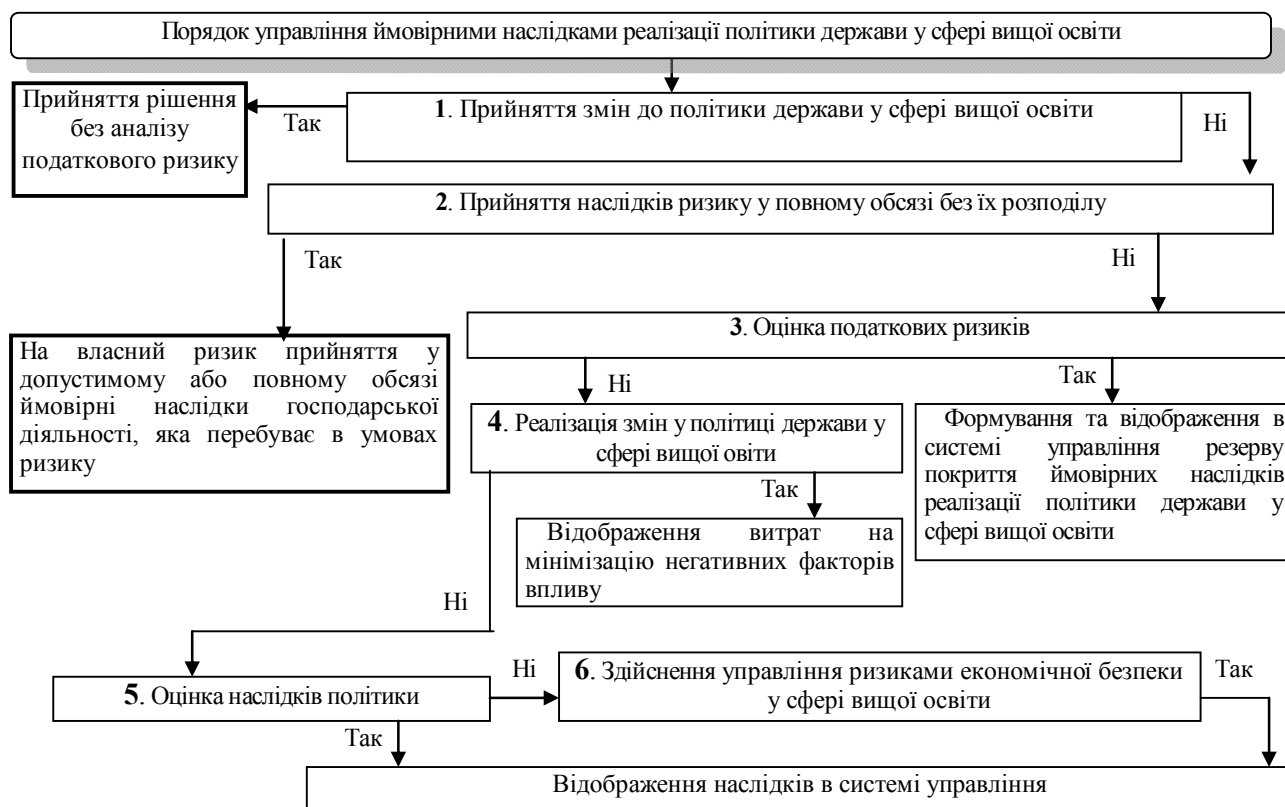 Порядок управління ймовірними наслідками реалізації політики держави у сфері вищої освіти
Прийняття рішення
без аналізу
податкового ризику
Так
1. Прийняття змін до політики держави у сфері вищої освіти
Ні
2. Прийняття наслідків ризику у повному обсязі без їх розподілу
Так
Ні
На власний ризик прийняття у
допустимому або повному обсязі
ймовірні наслідки господарської
діяльності, яка перебуває в умовах
ризику
3. Оцінка податкових ризиків
Ні
Так
4. Реалізація змін у політиці держави у
сфері вищої овіти
Формування та відображення в
системі управління резерву
покриття ймовірних наслідків
реалізації політики держави у
сфері вищої освіти
Так
Відображення витрат на
мінімізацію негативних факторів
впливу
Ні
5. Оцінка наслідків політики
Ні
6. Здійснення управління ризиками економічної безпеки
у сфері вищої освіти
Так
Так
Відображення наслідків в системі управління